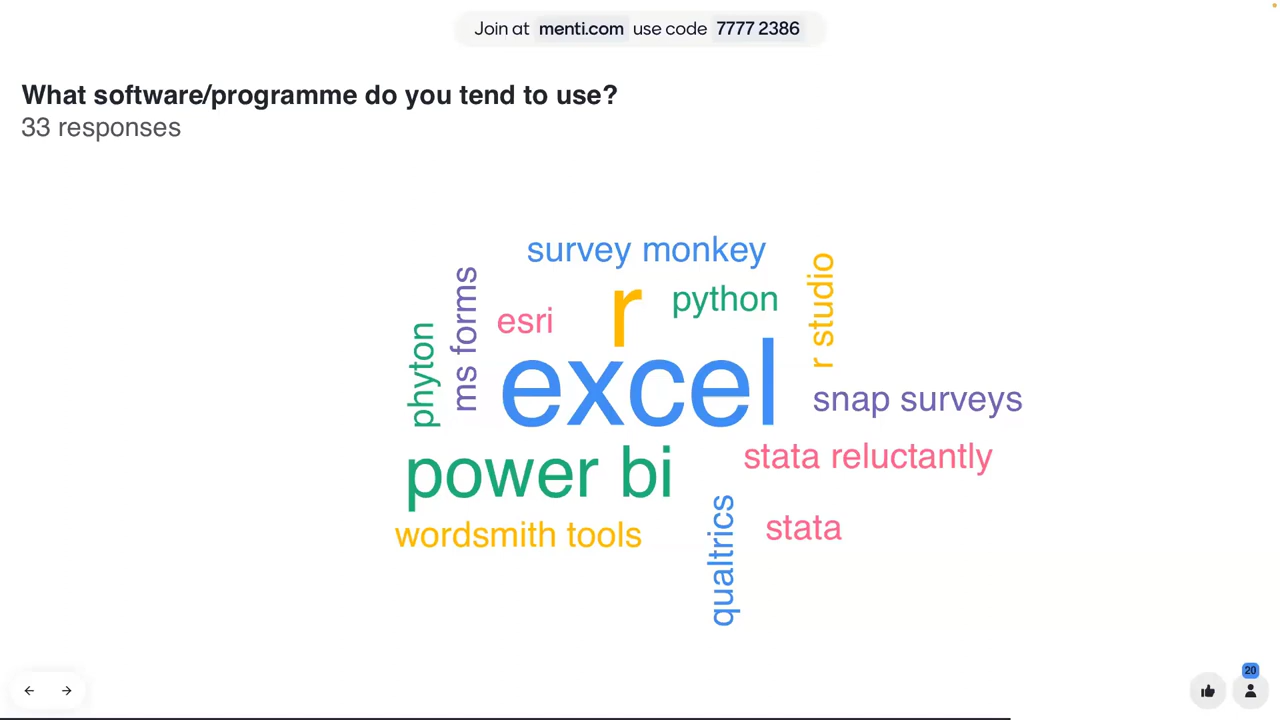 Join at menti.com use code 7777 2386
What software/programme do you tend to use?
33 responses
survey monkey
r studio
ms forms
python
r
esri
phyton
excel
snap surveys
power bi
stata reluctantly
qualtrics
stata
wordsmith tools
20